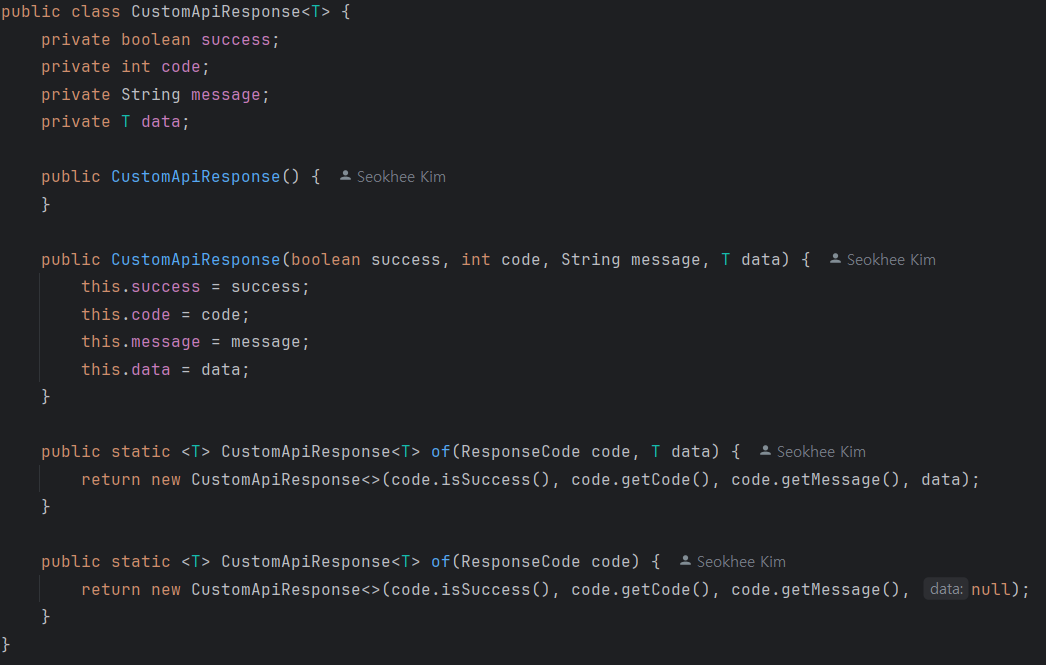 public class CustomApiResponse<T> {
    private boolean success;
    private int code;
    private String message;
    private T data;

    public CustomApiResponse() {  Seokhee Kim
    }

    public CustomApiResponse(boolean success, int code, String message, T data) {  Seokhee Kim
        this.success = success;
        this.code = code;
        this.message = message;
        this.data = data;
    }

    public static <T> CustomApiResponse<T> of(ResponseCode code, T data) {  Seokhee Kim
        return new CustomApiResponse<>(code.isSuccess(), code.getCode(), code.getMessage(), data);
    }

    public static <T> CustomApiResponse<T> of(ResponseCode code) {  Seokhee Kim
        return new CustomApiResponse<>(code.isSuccess(), code.getCode(), code.getMessage(), data: null);
    }
}